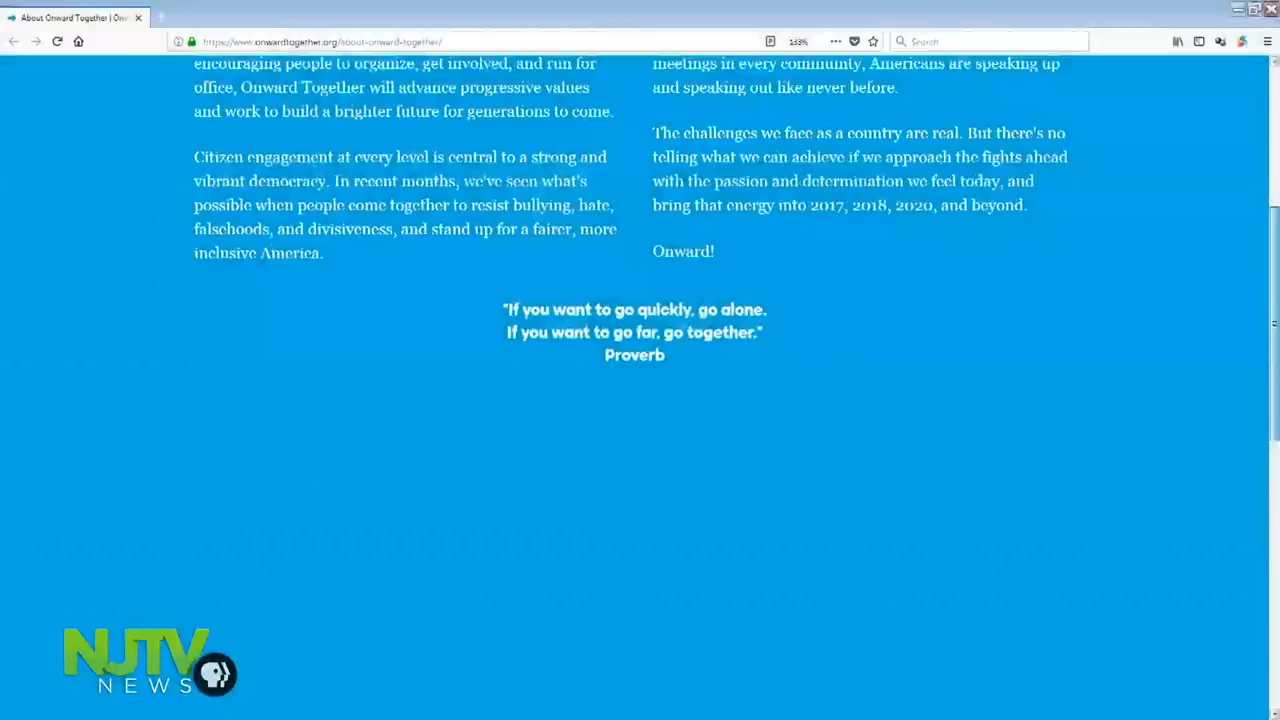 About Onward Together | On
https://www.onwardtogether.org/about-onward-together/
133%
Search
encouraging people to organize, get involved, and run for
office, Onward Together will advance progressive values
and work to build a brighter future for generations to come.
Citizen engagement at every level is central to a strong and
vibrant democracy. In recent months, we've seen what's
possible when people come together to resist bullying, hate,
falsehoods, and divisiveness, and stand up for a fairer, more
inclusive America.
meetings in every community, Americans are speaking up
and speaking out like never before.
The challenges we face as a country are real. But there's no
telling what we can achieve if we approach the fights ahead
with the passion and determination we feel today, and
bring that energy into 2017, 2018, 2020, and beyond.
Onward!
"If you want to go quickly, go alone.
If you want to go far, go together."
Proverb
NJTV
NEWS